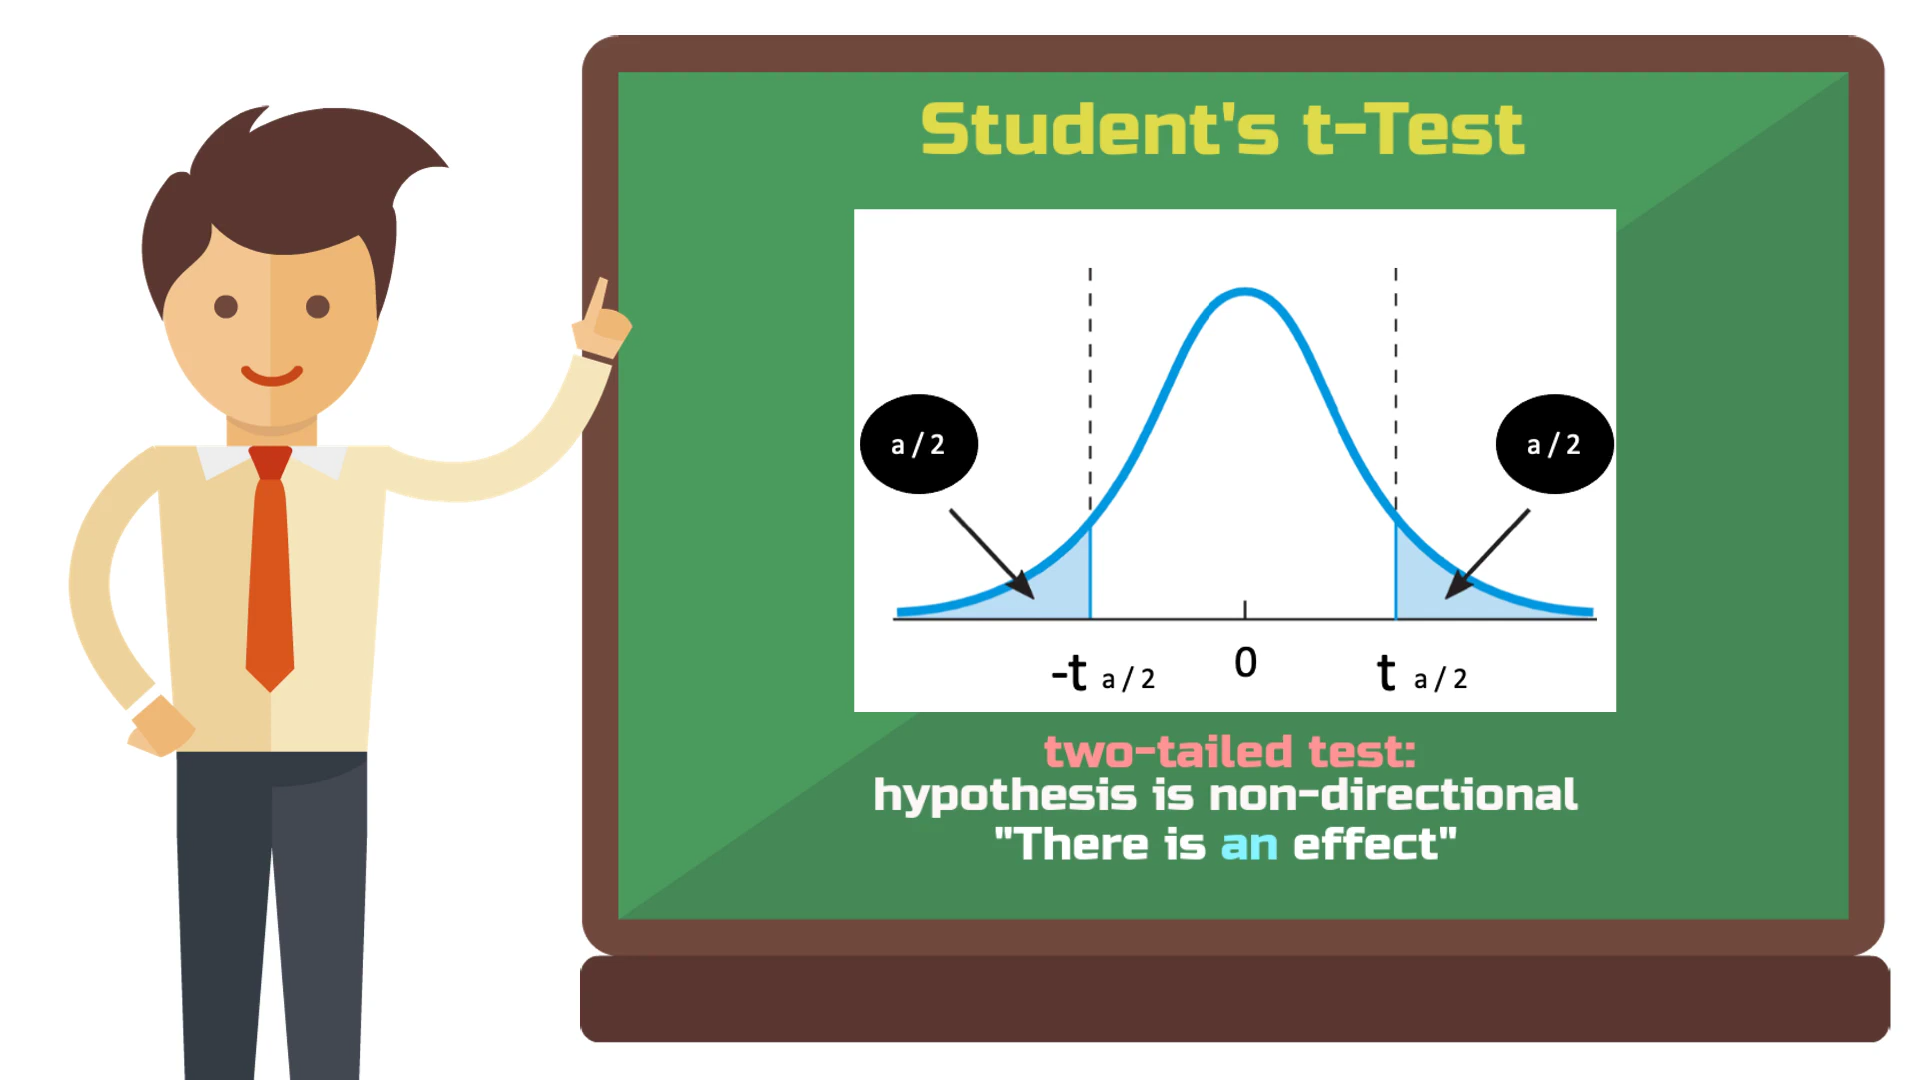 Student's t-Test
a / 2
a / 2
-t a / 2 0 t a / 2
two-tailed test:
hypothesis is non-directional
"There is an effect"